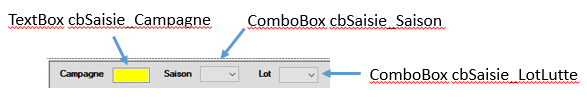 TextBox cbSaisie_Campagne
ComboBox cbSaisie_Saison
Campagne Saison Lot
ComboBox cbSaisie_LotLutte